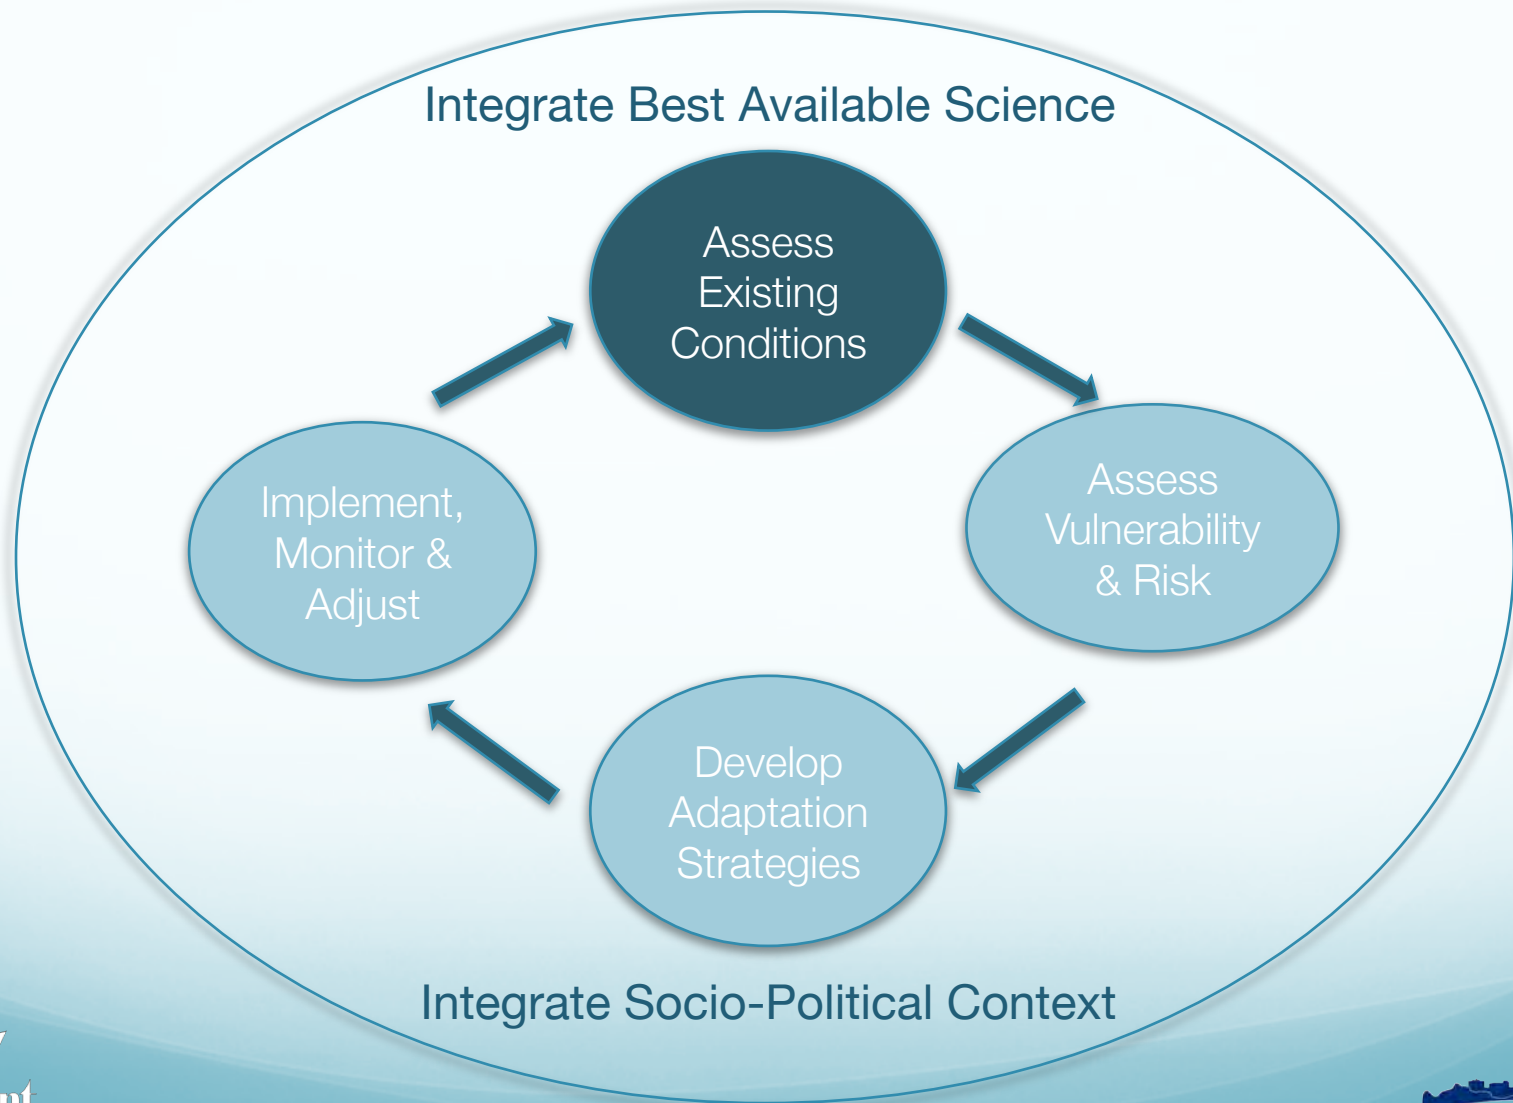 Integrate Best Available Science
Assess
Existing
Conditions
Assess
Vulnerability
& Risk
Implement,
Monitor &
Adjust
Develop
Adaptation
Strategies
Integrate Socio-Political Context